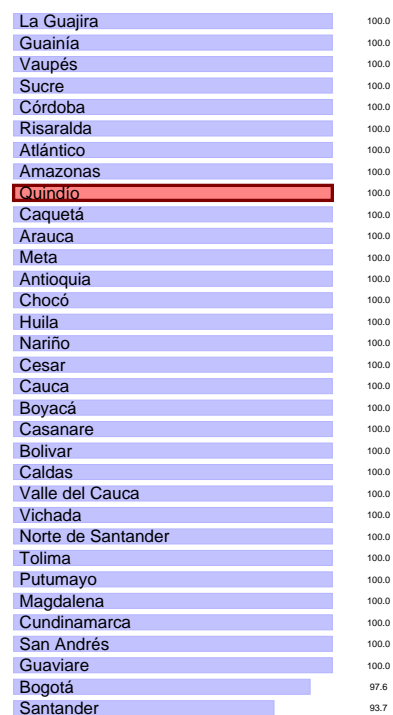 La Guajira 100.0
Guainía 100.0
Vaupés 100.0
Sucre 100.0
Córdoba 100.0
Risaralda 100.0
Atlántico 100.0
Amazonas 100.0
Quindío 100.0
Caquetá 100.0
Arauca 100.0
Meta 100.0
Antioquia 100.0
Chocó 100.0
Huila 100.0
Nariño 100.0
Cesar 100.0
Cauca 100.0
Boyacá 100.0
Casanare 100.0
Bolivar 100.0
Caldas 100.0
Valle del Cauca 100.0
Vichada 100.0
Norte de Santander 100.0
Tolima 100.0
Putumayo 100.0
Magdalena 100.0
Cundinamarca 100.0
San Andrés 100.0
Guaviare 100.0
Bogotá 97.6
Santander 93.7